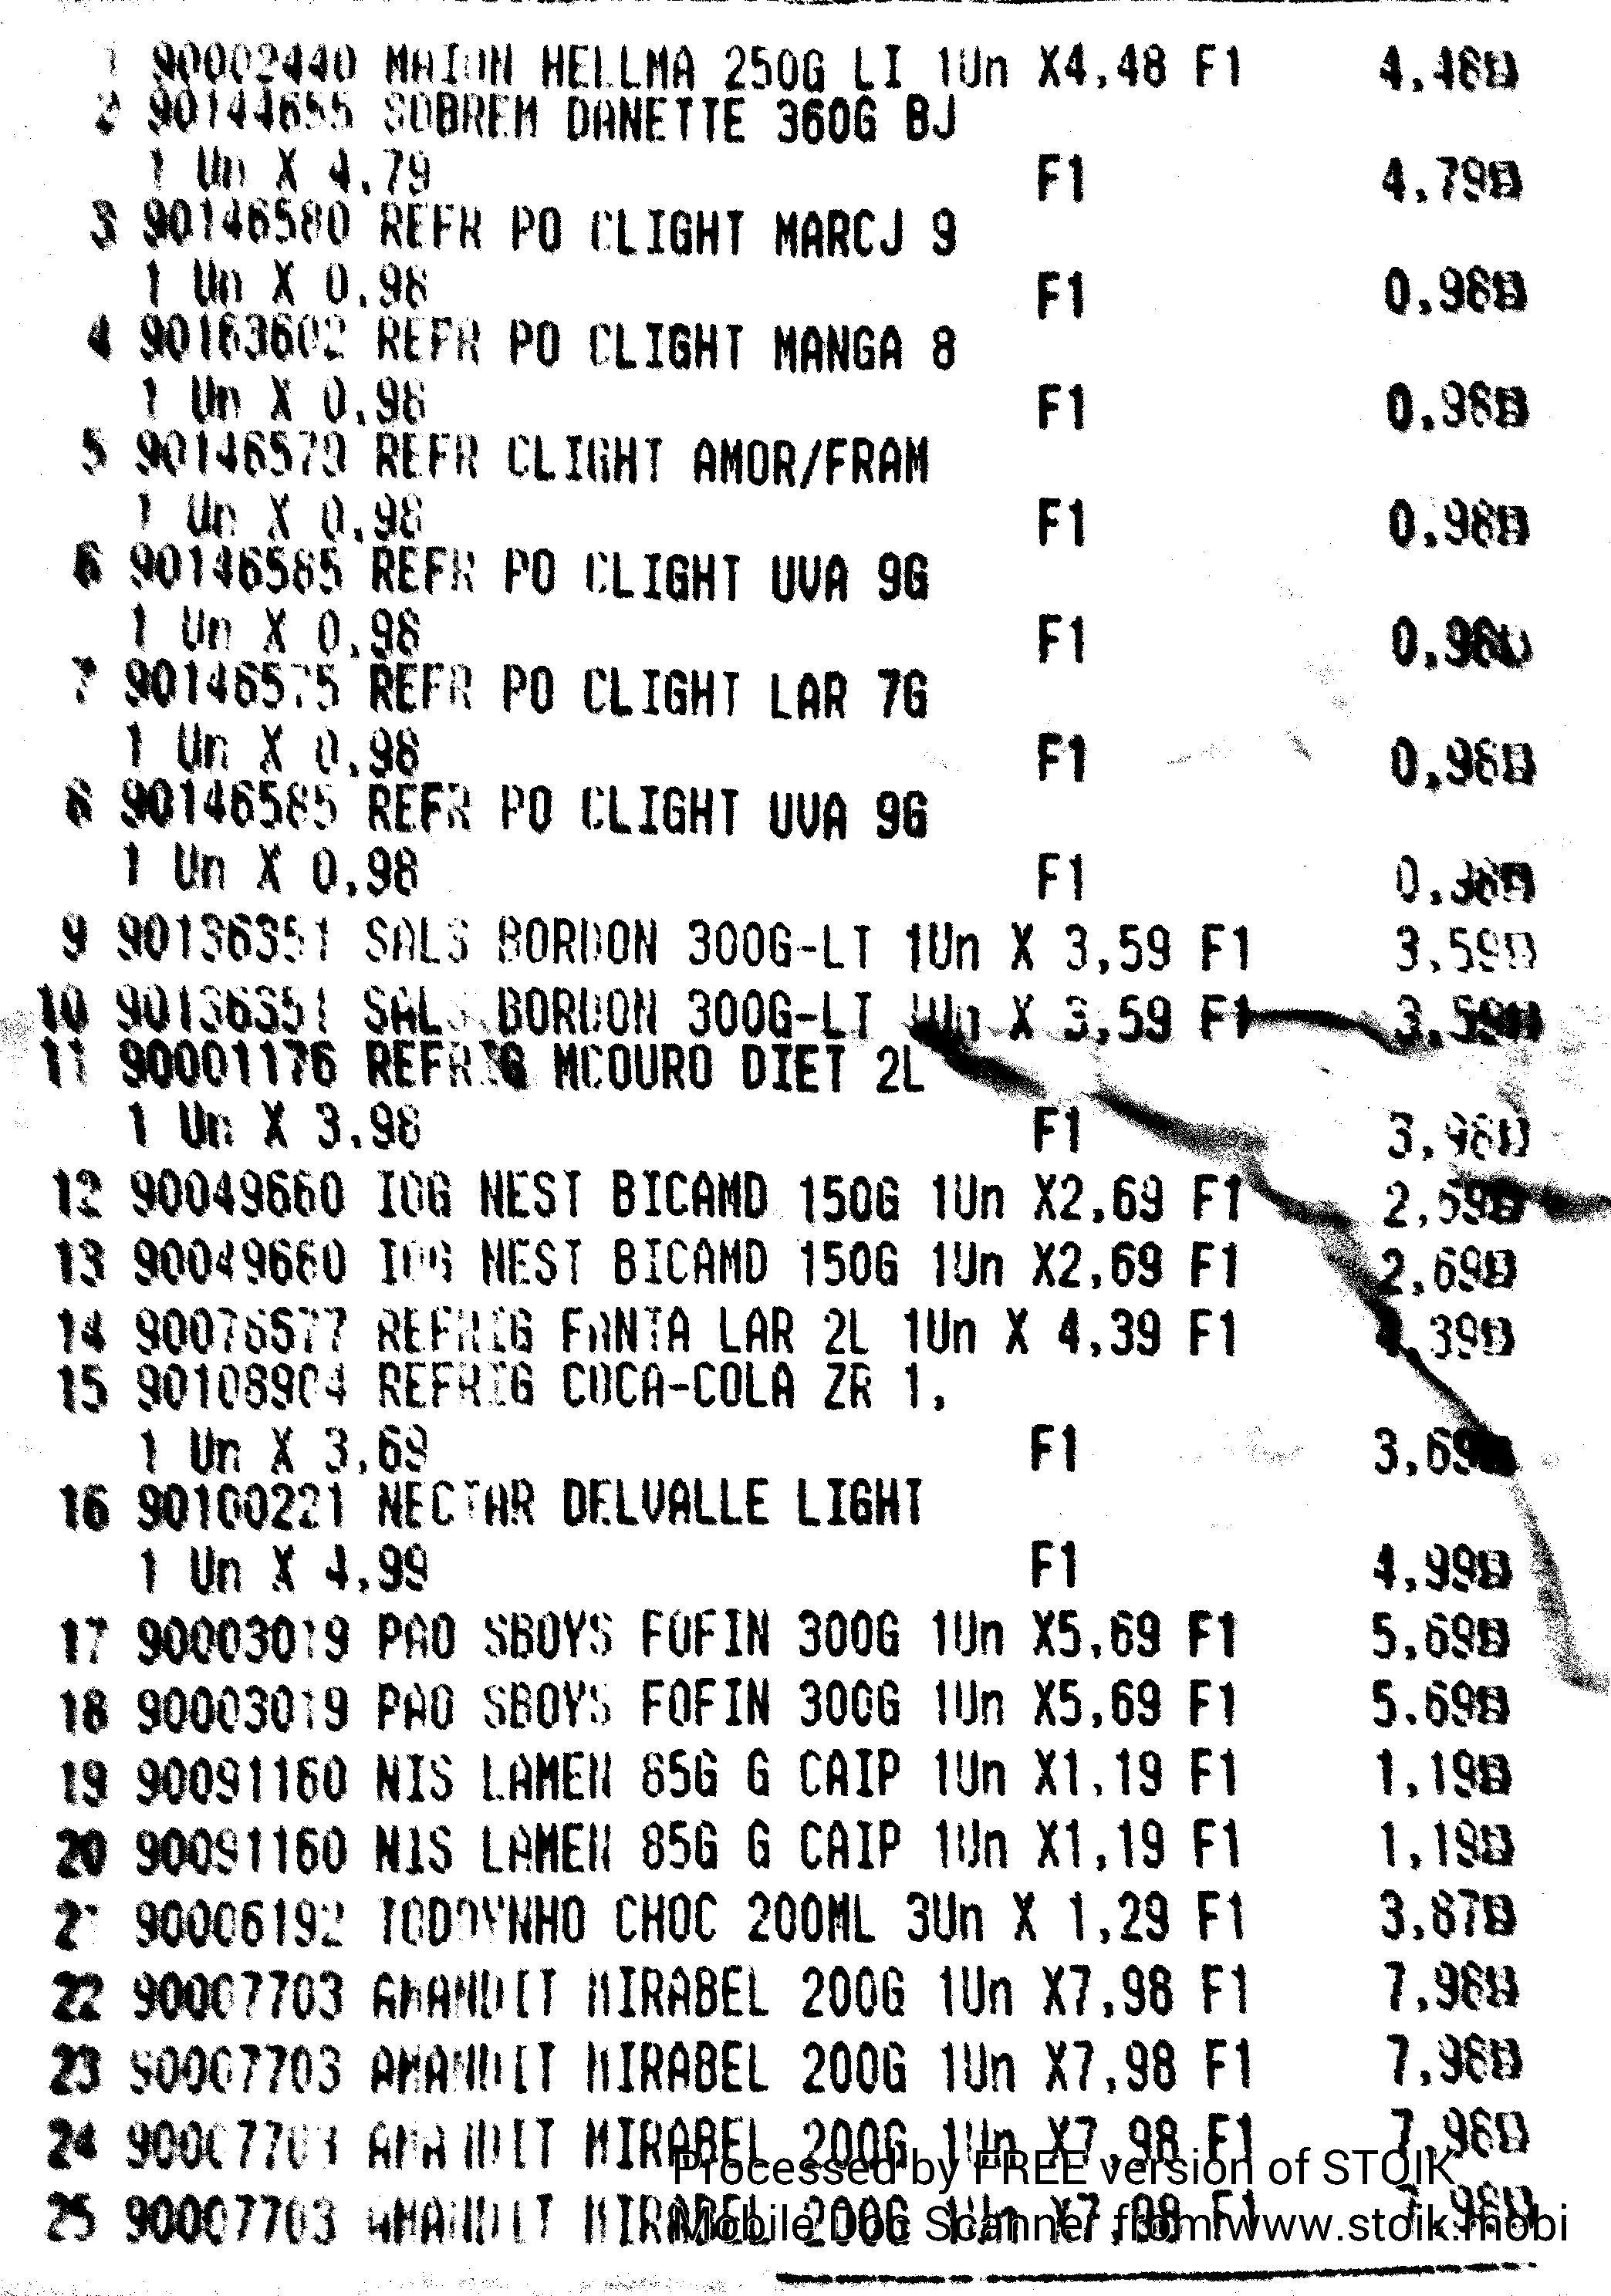 1 90002440 MAION HELLMA 250G LI 1Un X4,48 F1 4,48B
2 90144655 SOBREM DANETTE 360G BJ
1 Un X 4,79 F1 4,79B
3 90146580 REFR PO CLIGHT MARCJ 9
1 Un X 0,98 F1 0,98B
4 90163602 REFR PO CLIGHT MANGA 8
1 Un X 0,98 F1 0,98B
5 90146579 REFR CLIGHT AMOR/FRAM
1 Un X 0,98 F1 0,98B
6 90146585 REFR PO CLIGHT UVA 9G
1 Un X 0,98 F1 0,98B
7 90146575 REFR PO CLIGHT LAR 7G
1 Un X 0,98 F1 0,98B
8 90146585 REFR PO CLIGHT UVA 9G
1 Un X 0,98 F1 0,98B
9 90136351 SALS BORDON 300G-LT 1Un X 3,59 F1 3,59B
10 90136351 SALS BORDON 300G-LT 1Un X 3,59 F1 3,59B
11 90001176 REFRIG MCOURO DIET 2L
1 Un X 3,98 F1 3,98B
12 90049660 IOG NEST BICAMD 150G 1Un X2,69 F1 2,69B
13 90049660 IOG NEST BICAMD 150G 1Un X2,69 F1 2,69B
14 90076577 REFRIG FANTA LAR 2L 1Un X 4,39 F1 4,39B
15 90108904 REFRIG COCA-COLA ZR 1,
1 Un X 3,69 F1 3,69B
16 90100221 NECTAR DELVALLE LIGHT
1 Un X 4,99 F1 4,99B
17 90003019 PAO SBOYS FOFIN 300G 1Un X5,69 F1 5,69B
18 90003019 PAO SBOYS FOFIN 300G 1Un X5,69 F1 5,69B
19 90091160 NIS LAMEN 85G G CAIP 1Un X1,19 F1 1,19B
20 90091160 NIS LAMEN 85G G CAIP 1Un X1,19 F1 1,19B
21 90006192 TODDYNHO CHOC 200ML 3Un X 1,29 F1 3,87B
22 90007703 AMANDIT MIRABEL 200G 1Un X7,98 F1 7,98B
23 90007703 AMANDIT MIRABEL 200G 1Un X7,98 F1 7,98B
24 90007703 AMANDIT MIRABEL 200G 1Un X7,98 F1 7,98B
25 90007703 AMANDIT MIRABEL 200G 1Un X7,98 F1 7,98B
Processed by FREE version of STOIK
Mobile Doc Scanner from www.stoik.mobi